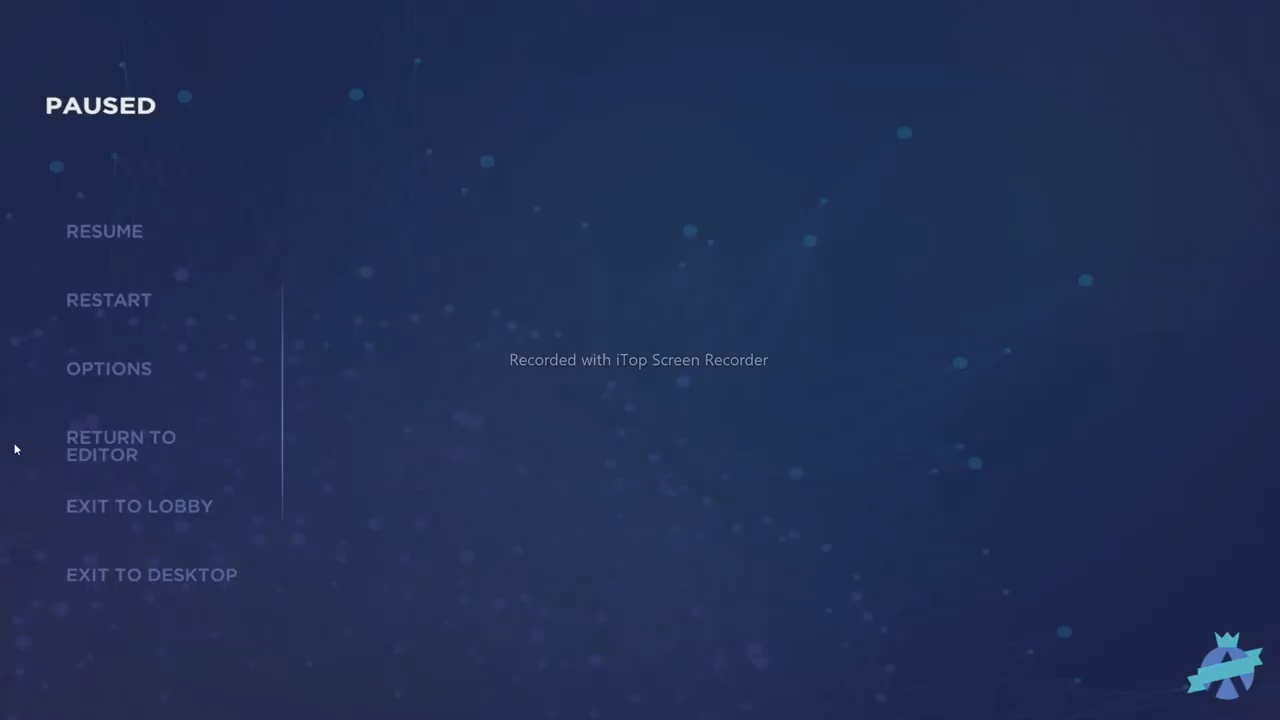 PAUSED
RESUME
RESTART
Recorded with iTop Screen Recorder
OPTIONS
RETURN TO
EDITOR
EXIT TO LOBBY
EXIT TO DESKTOP